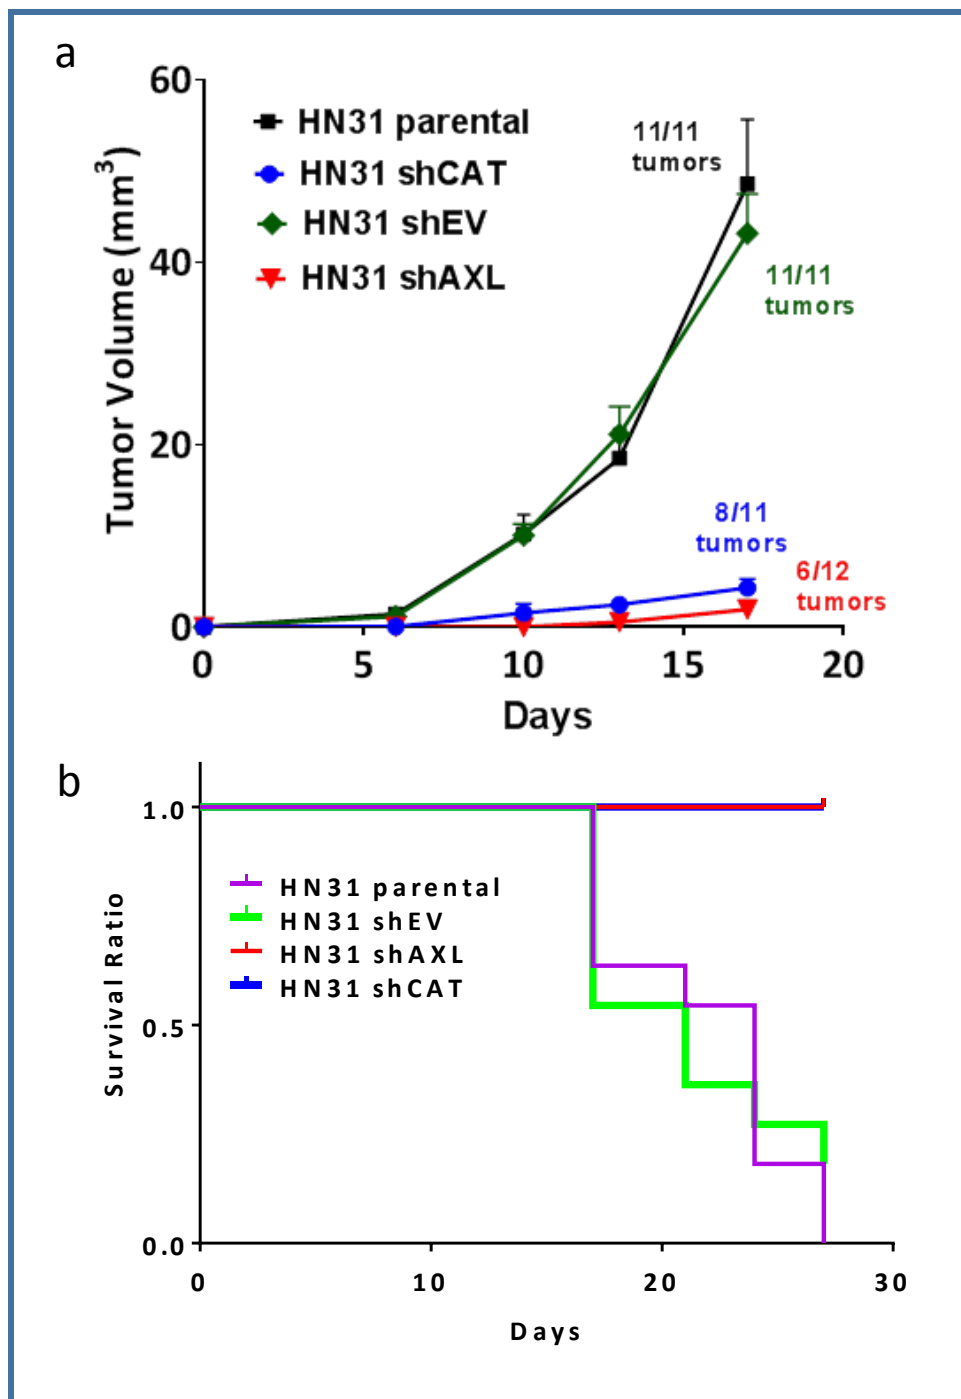 a
60
40
20
0
Tumor Volume (mm³)
HN31 parental
HN31 shCAT
HN31 shEV
HN31 shAXL
11/11
tumors
11/11
tumors
8/11
tumors
6/12
tumors
0 5 10 15 20
Days
b
1.0
0.5
0.0
Survival Ratio
HN31 parental
HN31 shEV
HN31 shAXL
HN31 shCAT
0 10 20 30
Days